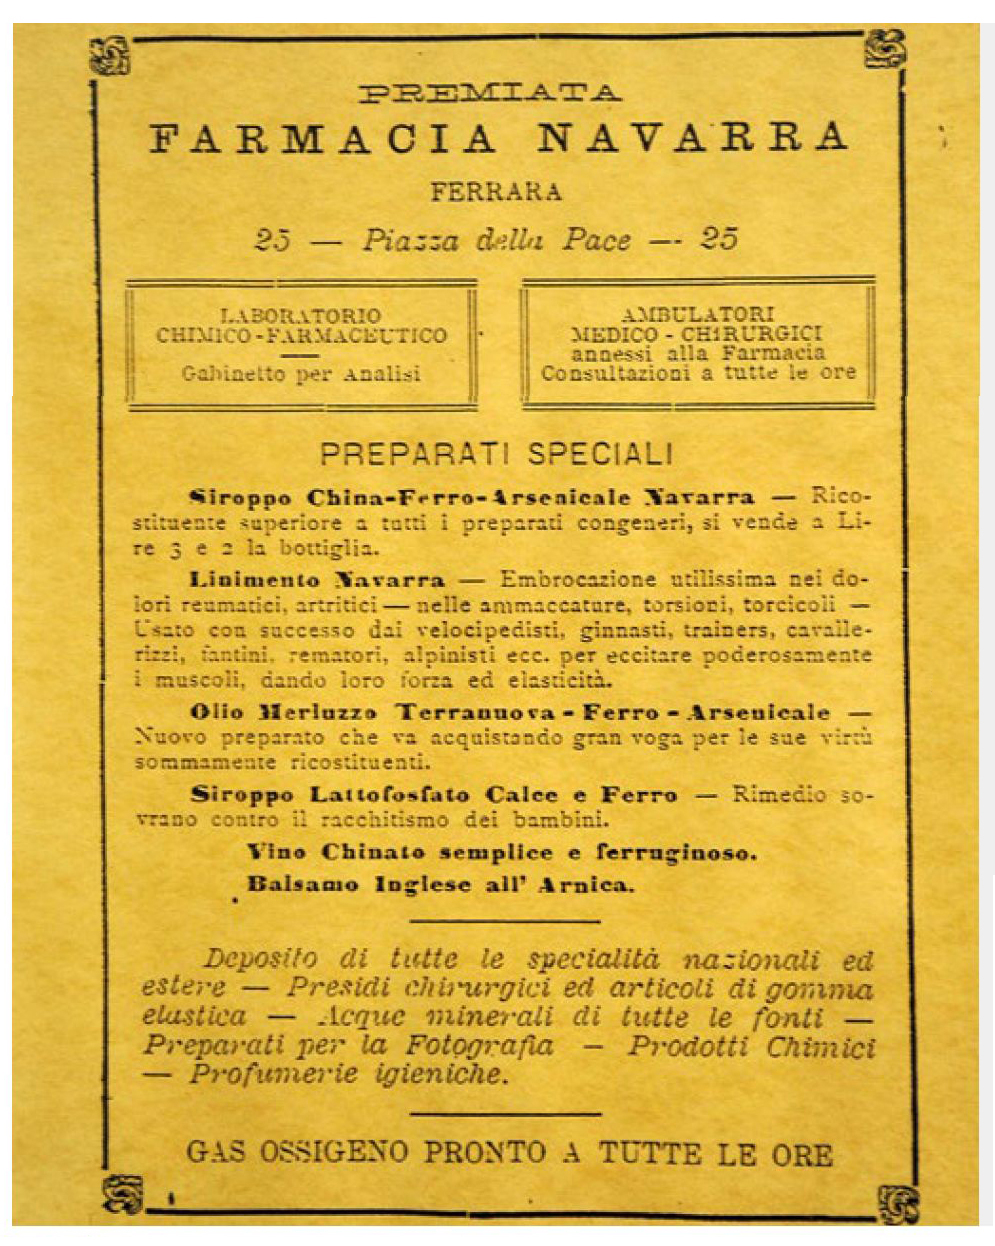 PREMIATA
FARMACIA NAVARRA
FERRARA
25 — Piazza della Pace — 25
LABORATORIO
CHIMICO-FARMACEUTICO
Gabinetto per Analisi
AMBULATORI
MEDICO - CHIRURGICI
annessi alla Farmacia
Consultazioni a tutte le ore
PREPARATI SPECIALI
Siroppo China-Ferro-Arsenicale Navarra — Rico-
stituente superiore a tutti i preparati congeneri, si vende a Li-
re 3 e 2 la bottiglia.
Linimento Navarra — Embrocazione utilissima nei do-
lori reumatici, artritici — nelle ammaccature, torsioni, torcicoli —
Usato con successo dai velocipedisti, ginnasti, trainers, cavalle-
rizzi, fantini, rematori, alpinisti ecc. per eccitare poderosamente
i muscoli, dando loro forza ed elasticità.
Olio Merluzzo Terranuova - Ferro - Arsenicale —
Nuovo preparato che va acquistando gran voga per le sue virtù
sommamente ricostituenti.
Siroppo Lattofosfato Calce e Ferro — Rimedio so-
vrano contro il racchitismo dei bambini.
Vino Chinato semplice e ferruginoso.
Balsamo Inglese all' Arnica.
Deposito di tutte le specialità nazionali ed
estere — Presidi chirurgici ed articoli di gomma
elastica — Acque minerali di tutte le fonti —
Preparati per la Fotografia — Prodotti Chimici
— Profumerie igieniche.
GAS OSSIGENO PRONTO A TUTTE LE ORE